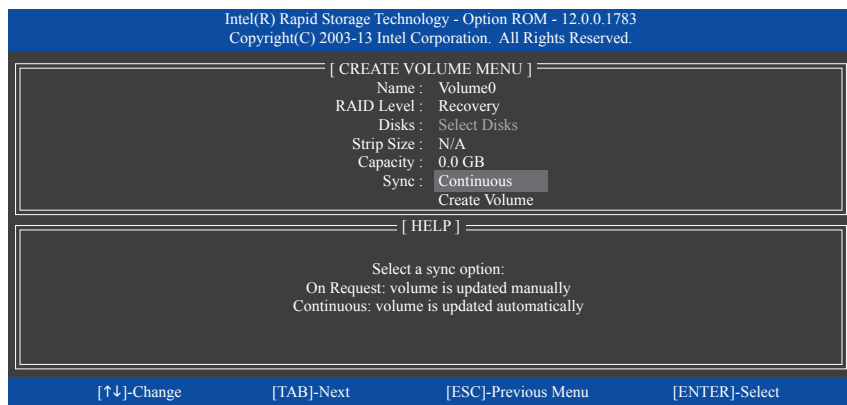 Intel(R) Rapid Storage Technology - Option ROM - 12.0.0.1783
Copyright(C) 2003-13 Intel Corporation. All Rights Reserved.
[ CREATE VOLUME MENU ]
Name : Volume0
RAID Level : Recovery
Disks : Select Disks
Strip Size : N/A
Capacity : 0.0 GB
Sync : Continuous
Create Volume
[ HELP ]
Select a sync option:
On Request: volume is updated manually
Continuous: volume is updated automatically
[↑↓]-Change [TAB]-Next [ESC]-Previous Menu [ENTER]-Select